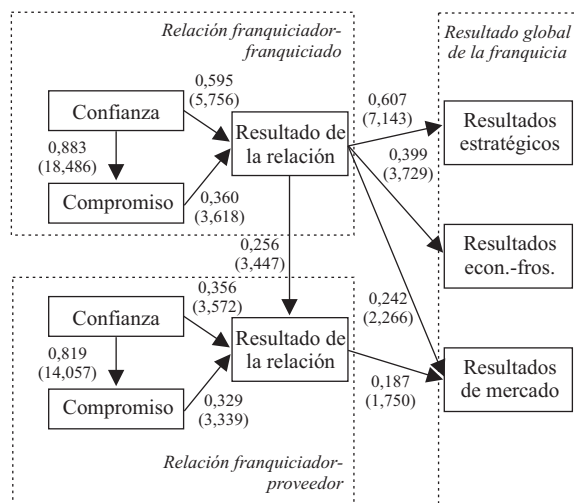 Relación franquiciador-
franquiciado
Resultado global
de la franquicia
0,595
(5,756)
Confianza
0,883
(18,486)
Compromiso
0,360
(3,618)
Resultado de
la relación
0,607
(7,143)
0,399
(3,729)
Resultados
estratégicos
0,256
(3,447)
Resultados
econ.-fros.
0,242
(2,266)
0,356
(3,572)
Confianza
0,819
(14,057)
Compromiso
0,329
(3,339)
Resultado de
la relación
0,187
(1,750)
Resultados
de mercado
Relación franquiciador-
proveedor